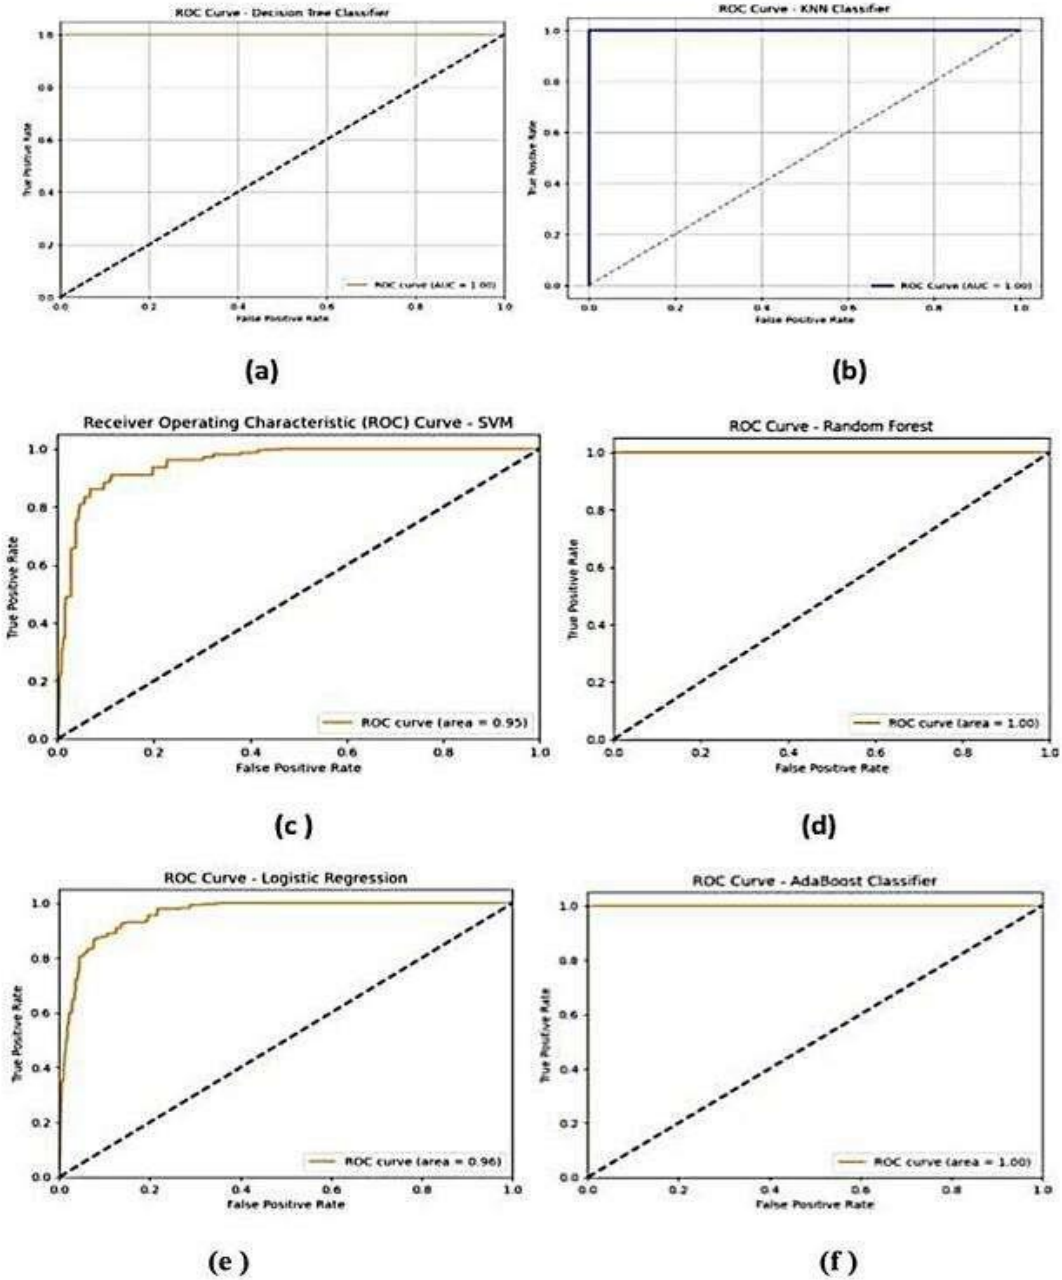 ROC Curve - Decision Tree Classifier
1.0
0.8
0.6
0.4
0.2
0.0
True Positive Rate
ROC curve (AUC = 1.00)
0.0 0.2 0.4 0.6 0.8 1.0
False Positive Rate
(a)
ROC Curve - KNN Classifier
1.0
0.8
0.6
0.4
0.2
0.0
True Positive Rate
ROC Curve (AUC = 1.00)
0.0 0.2 0.4 0.6 0.8 1.0
False Positive Rate
(b)
Receiver Operating Characteristic (ROC) Curve - SVM
1.0
0.8
0.6
0.4
0.2
0.0
True Positive Rate
ROC curve (area = 0.95)
0.0 0.2 0.4 0.6 0.8 1.0
False Positive Rate
(c )
ROC Curve - Random Forest
1.0
0.8
0.6
0.4
0.2
0.0
True Positive Rate
ROC curve (area = 1.00)
0.0 0.2 0.4 0.6 0.8 1.0
False Positive Rate
(d)
ROC Curve - Logistic Regression
1.0
0.8
0.6
0.4
0.2
0.0
True Positive Rate
ROC curve (area = 0.96)
0.0 0.2 0.4 0.6 0.8 1.0
False Positive Rate
(e )
ROC Curve - AdaBoost Classifier
1.0
0.8
0.6
0.4
0.2
0.0
True Positive Rate
ROC curve (area = 1.00)
0.0 0.2 0.4 0.6 0.8 1.0
False Positive Rate
(f )